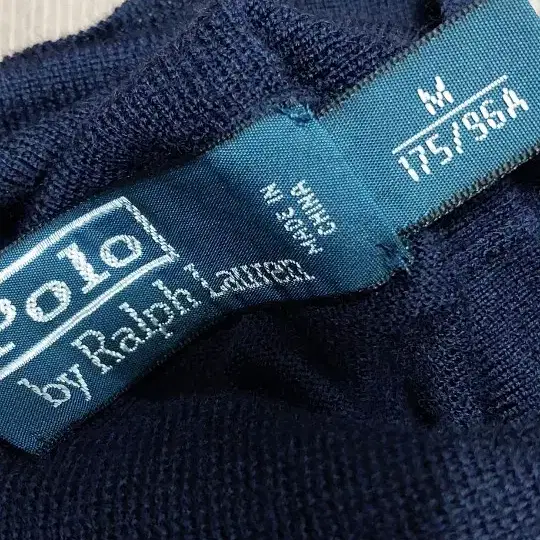 Polo
by Ralph Lauren
MADE IN
CHINA
M
175/96A